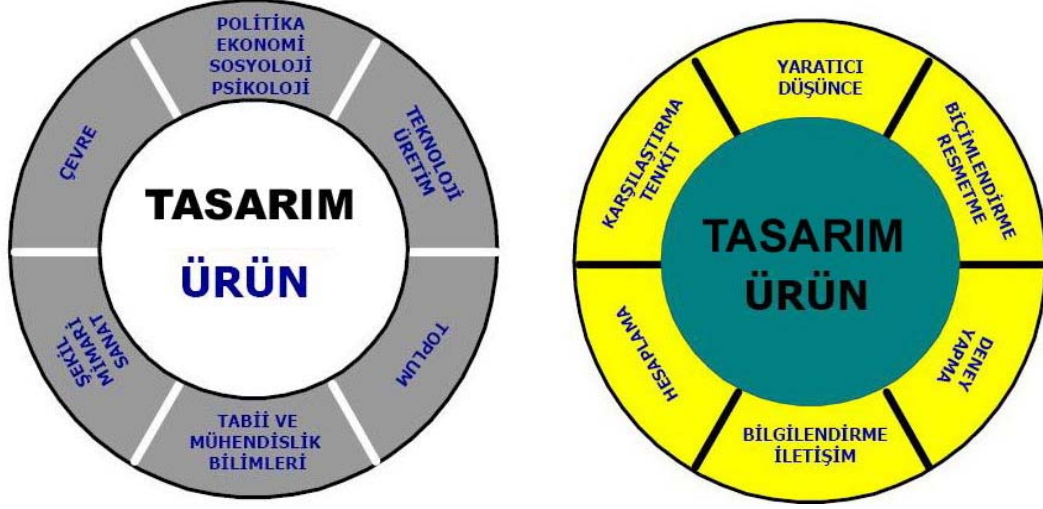 POLİTİKA
EKONOMİ
SOSYOLOJİ
PSİKOLOJİ
TEKNOLOJİ
ÜRETİM
TOPLUM
TABİİ VE
MÜHENDİSLİK
BİLİMLERİ
ŞEKİL
MİMARİ
SANAT
ÇEVRE
TASARIM
ÜRÜN
YARATICI
DÜŞÜNCE
BİÇİMLENDİRME
RESMETME
DENEY
YAPMA
BİLGİLENDİRME
İLETİŞİM
HESAPLAMA
KARŞILAŞTIRMA
TENKİT
TASARIM
ÜRÜN